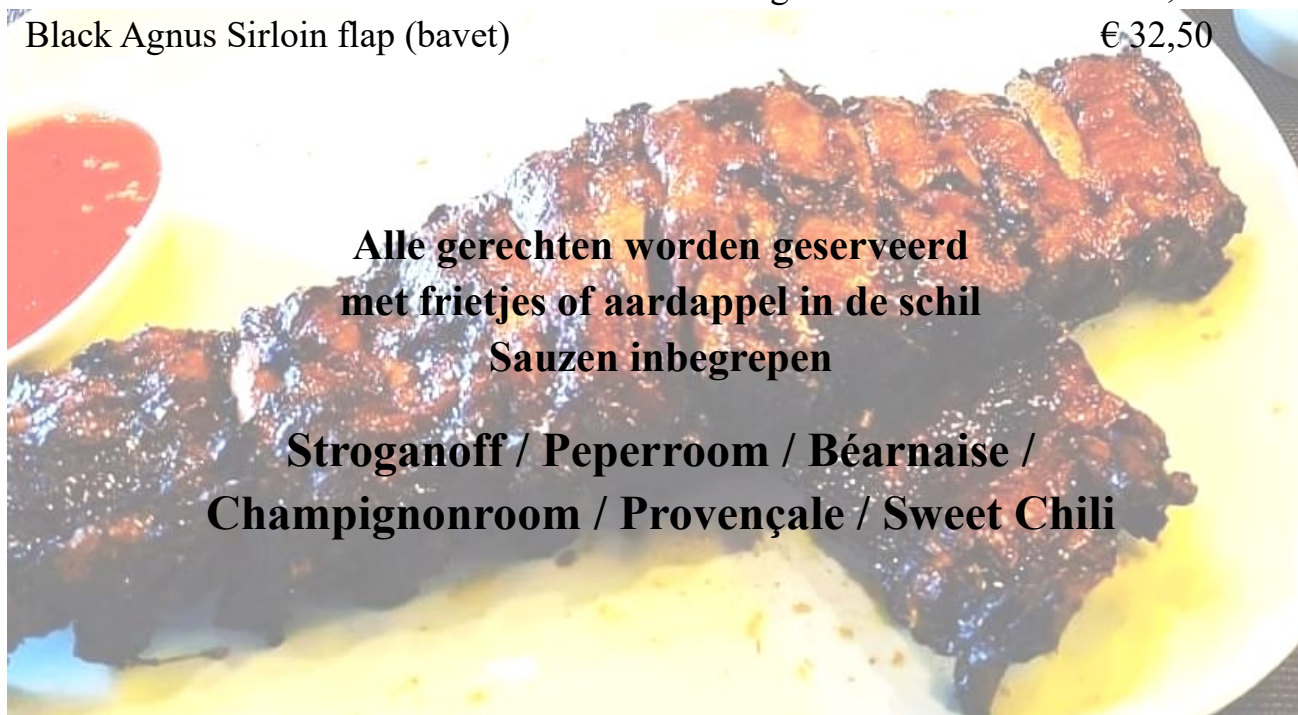 Black Agnus Sirloin flap (bavet) € 32,50
Alle gerechten worden geserveerd
met frietjes of aardappel in de schil
Sauzen inbegrepen
Stroganoff / Peperroom / Béarnaise /
Champignonroom / Provençale / Sweet Chili